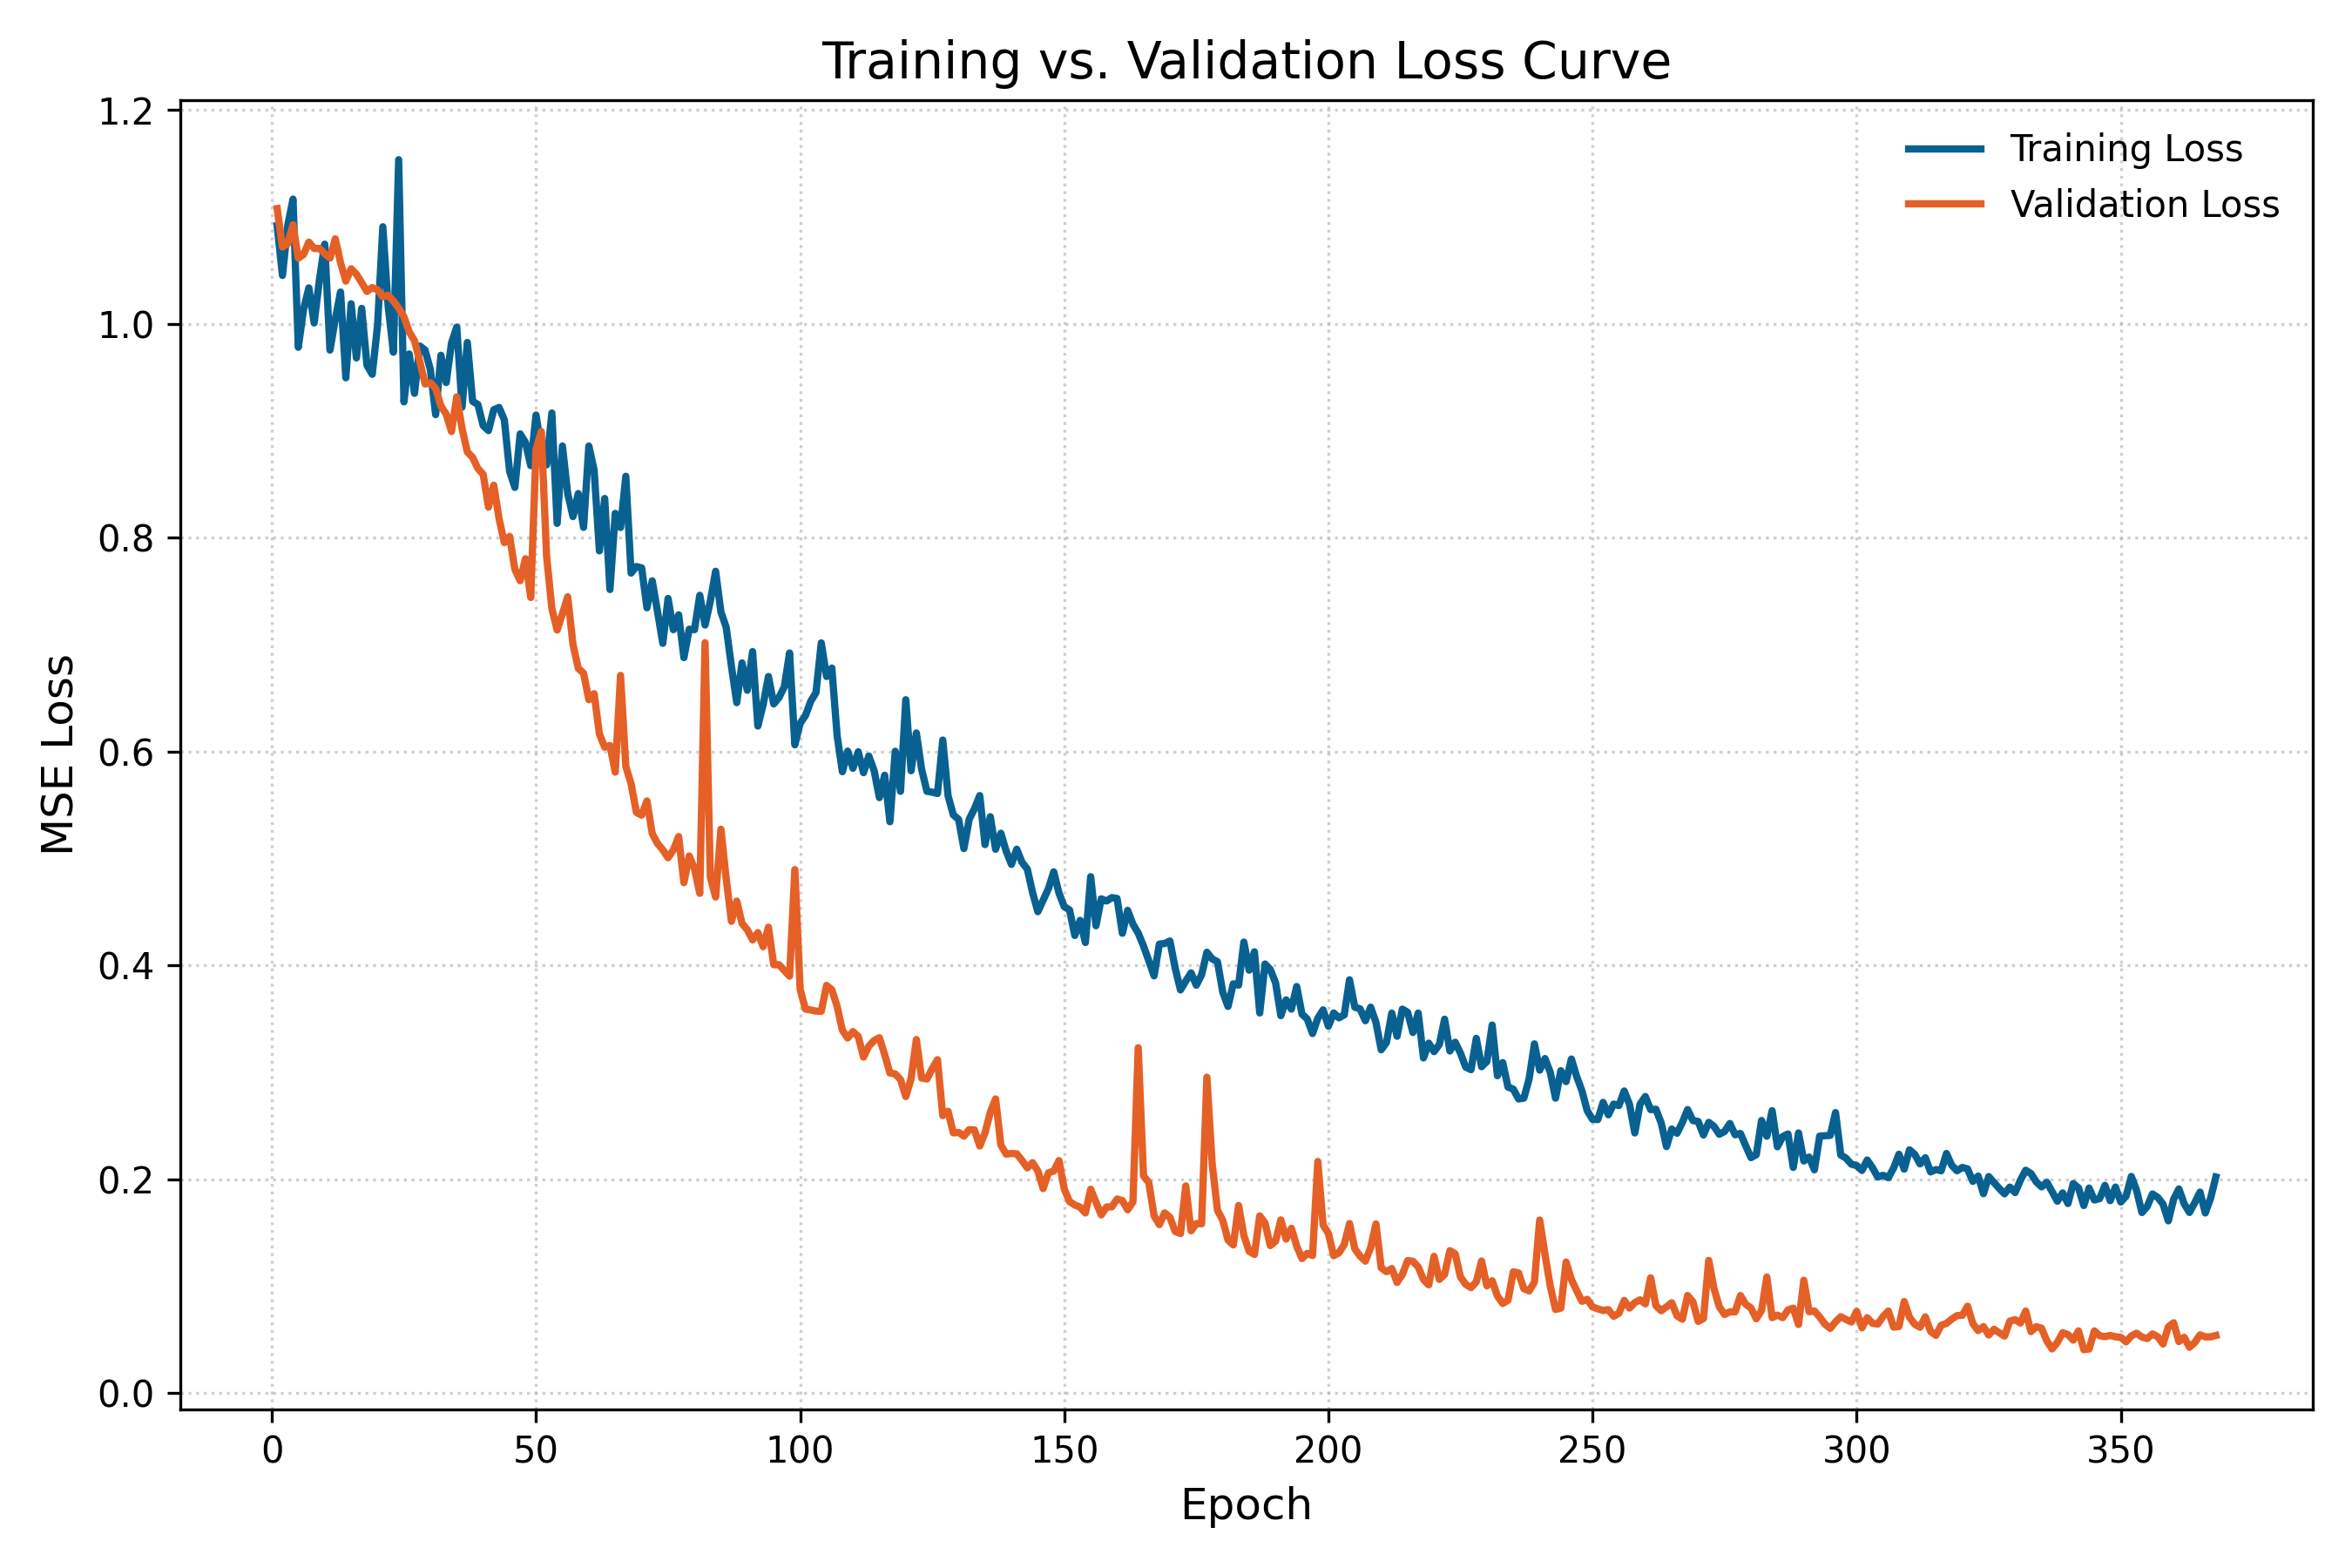 Training vs. Validation Loss Curve
1.2
1.0
0.8
0.6
0.4
0.2
0.0
MSE Loss
Training Loss
Validation Loss
0 50 100 150 200 250 300 350
Epoch